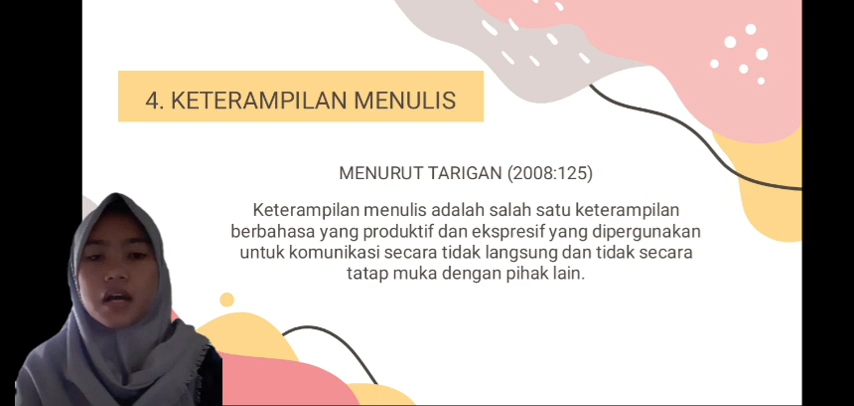 4. KETERAMPILAN MENULIS
MENURUT TARIGAN (2008:125)
Keterampilan menulis adalah salah satu keterampilan
berbahasa yang produktif dan ekspresif yang dipergunakan
untuk komunikasi secara tidak langsung dan tidak secara
tatap muka dengan pihak lain.